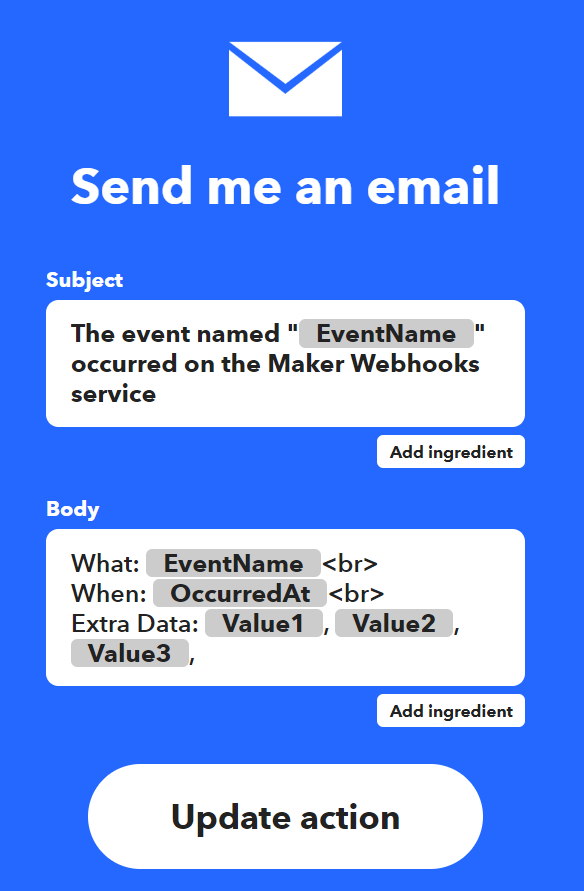 Send me an email
Subject
The event named " EventName "
occurred on the Maker Webhooks
service
Add ingredient
Body
What: EventName <br>
When: OccurredAt <br>
Extra Data: Value1 , Value2 ,
Value3 ,
Add ingredient
Update action